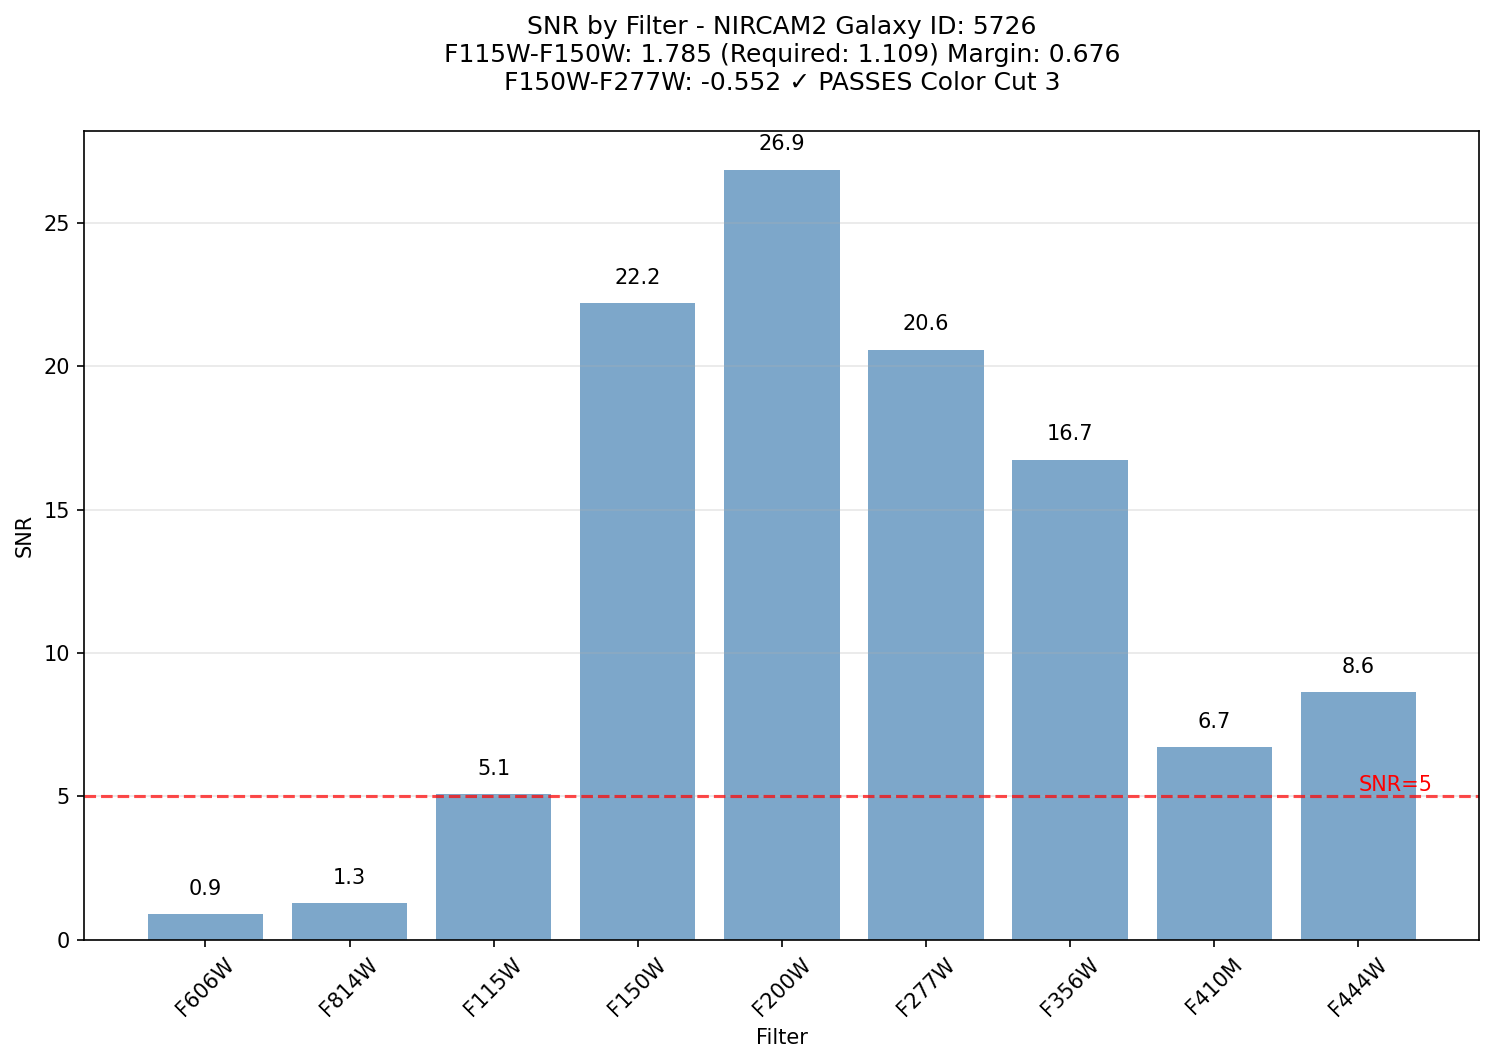 SNR by Filter - NIRCAM2 Galaxy ID: 5726
F115W-F150W: 1.785 (Required: 1.109) Margin: 0.676
F150W-F277W: -0.552 ✓ PASSES Color Cut 3
26.9
25
22.2
20.6
20
16.7
15
SNR
10
8.6
6.7
5.1
SNR=5
5
1.3
0.9
0
F606W
F814W
F115W
F150W
F200W
F277W
F356W
F410M
F444W
Filter